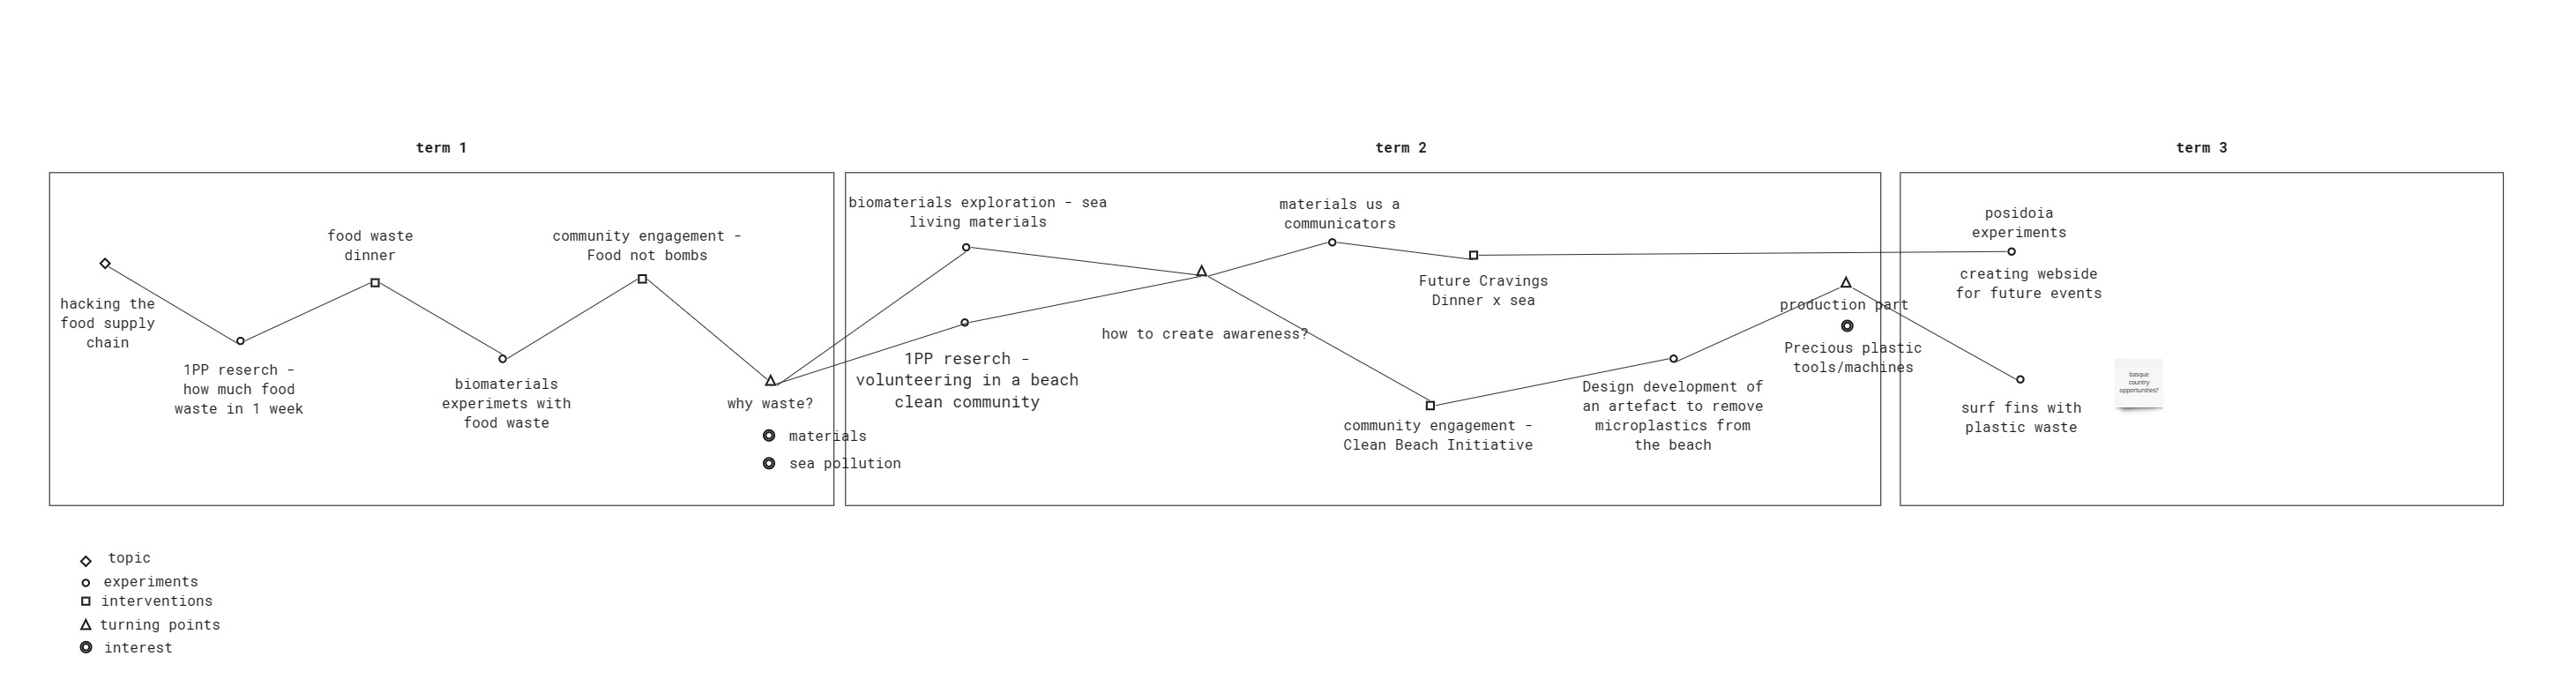 term 1
term 2
term 3
hacking the
food supply
chain
1PP reserch -
how much food
waste in 1 week
food waste
dinner
biomaterials
experimets with
food waste
community engagement -
Food not bombs
why waste?
materials
sea pollution
biomaterials exploration - sea
living materials
1PP reserch -
volunteering in a beach
clean community
how to create awareness?
materials us a
communicators
Future Cravings
Dinner x sea
community engagement -
Clean Beach Initiative
Design development of
an artefact to remove
microplastics from
the beach
production part
Precious plastic
tools/machines
posidoia
experiments
creating webside
for future events
surf fins with
plastic waste
basque
country
opportunities?
topic
experiments
interventions
turning points
interest